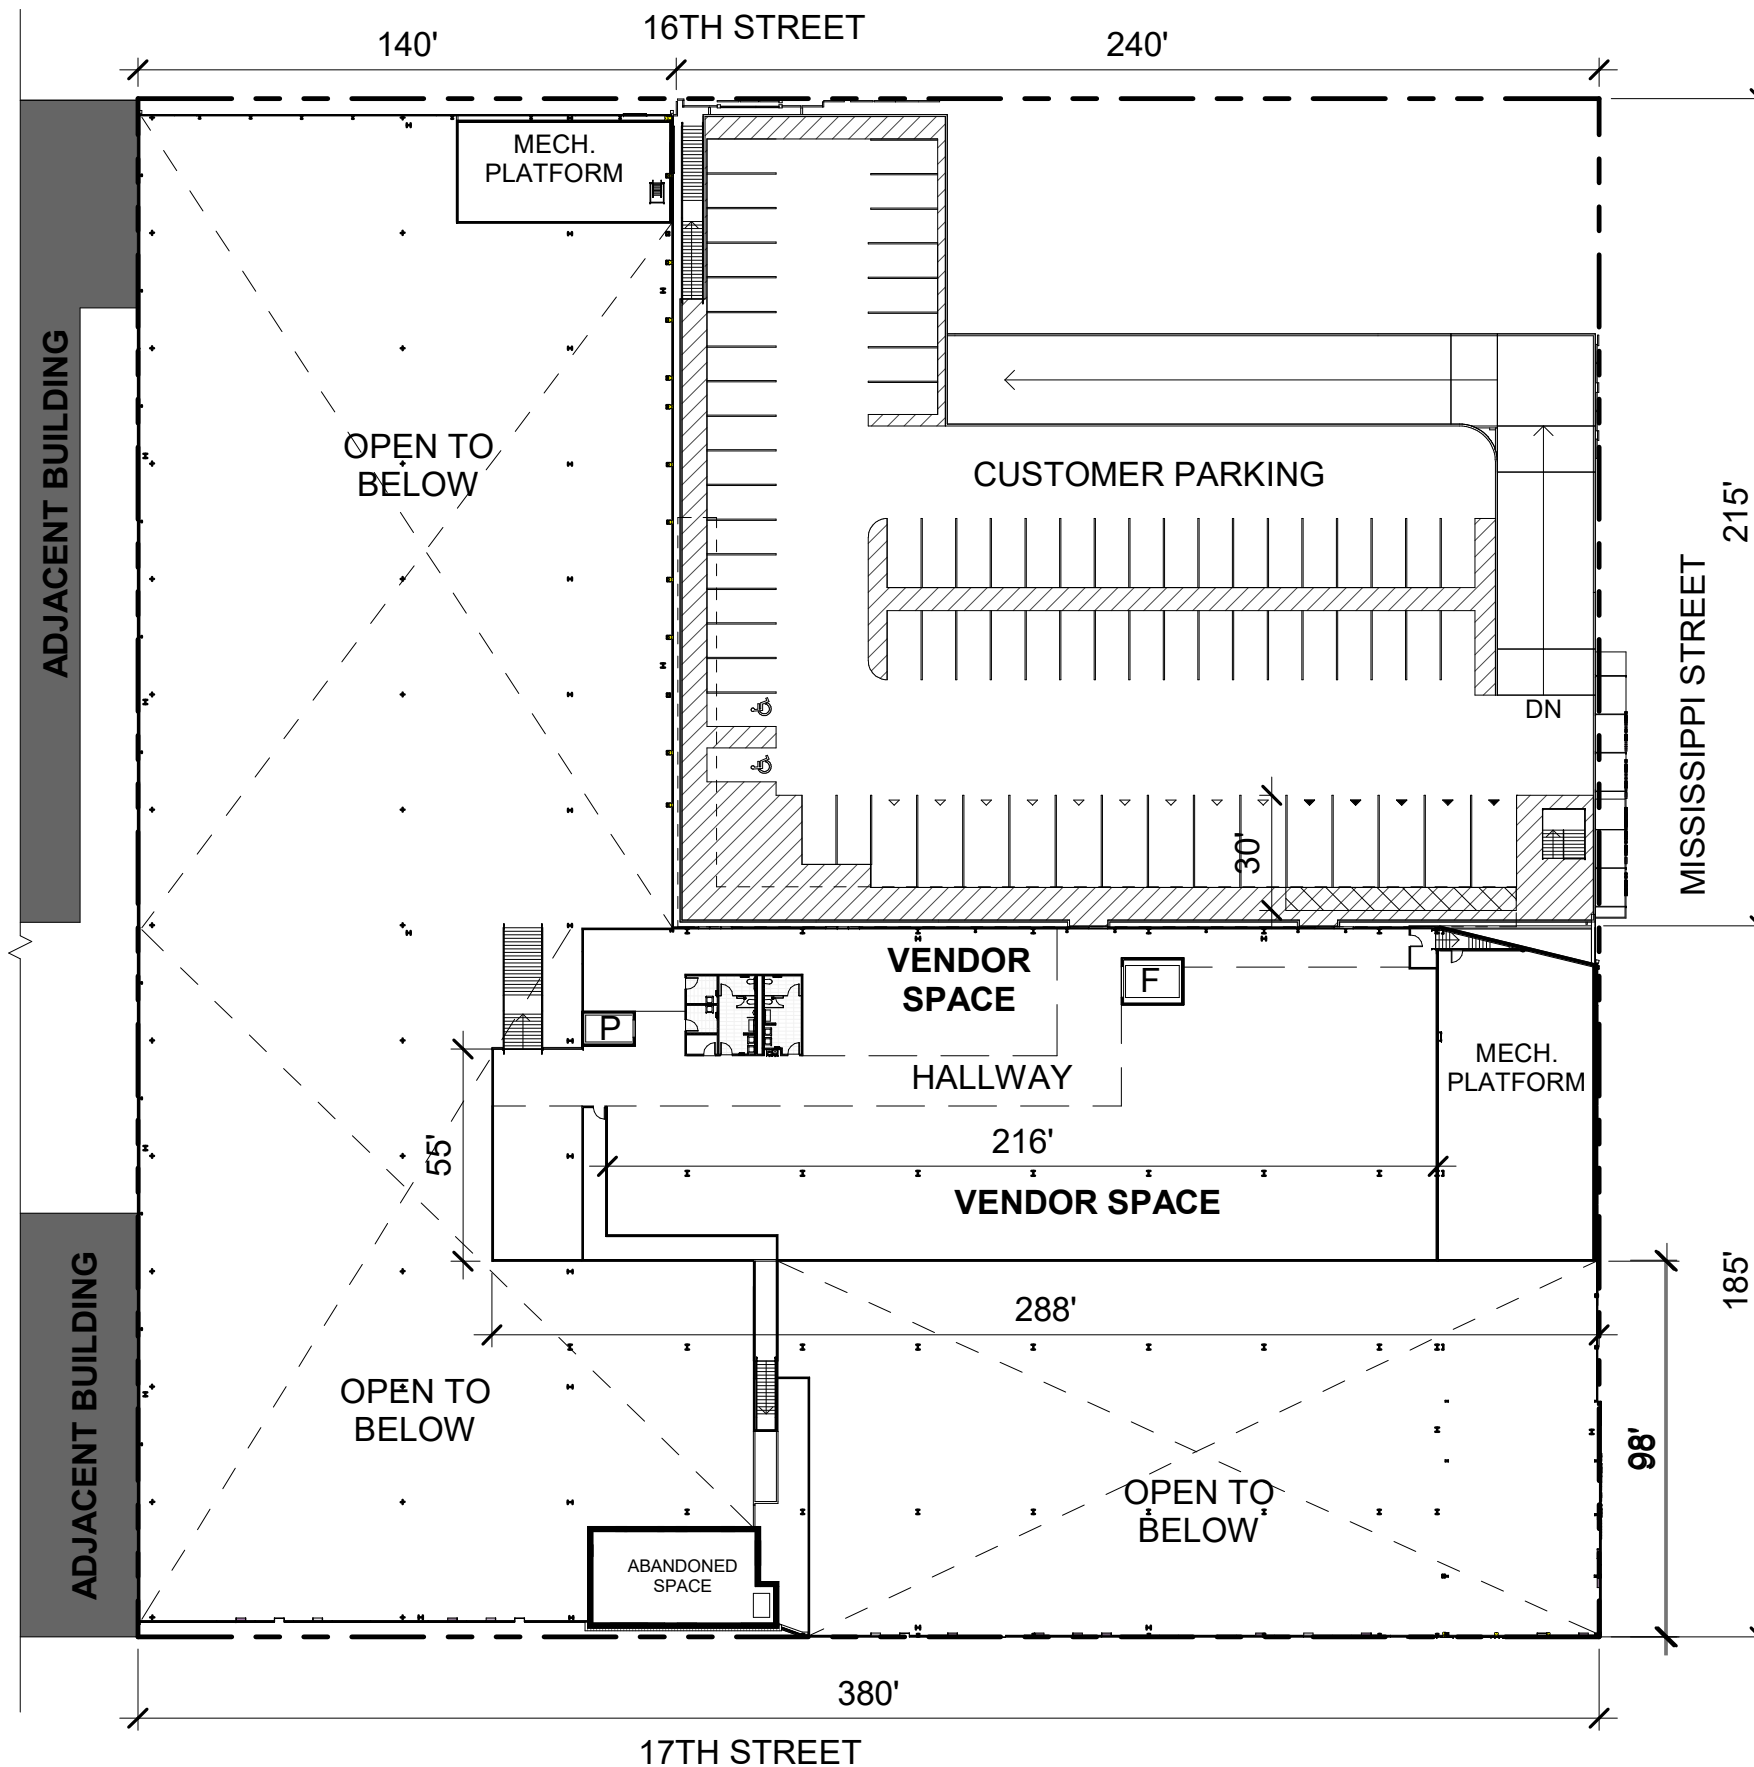 16TH STREET
140'
240'
MECH.
PLATFORM
ADJACENT BUILDING
OPEN TO
BELOW
CUSTOMER PARKING
215'
MISSISSIPPI STREET
DN
30'
VENDOR
SPACE
F
P
HALLWAY
MECH.
PLATFORM
55'
216'
VENDOR SPACE
ADJACENT BUILDING
288'
185'
OPEN TO
BELOW
98'
OPEN TO
BELOW
ABANDONED
SPACE
380'
17TH STREET